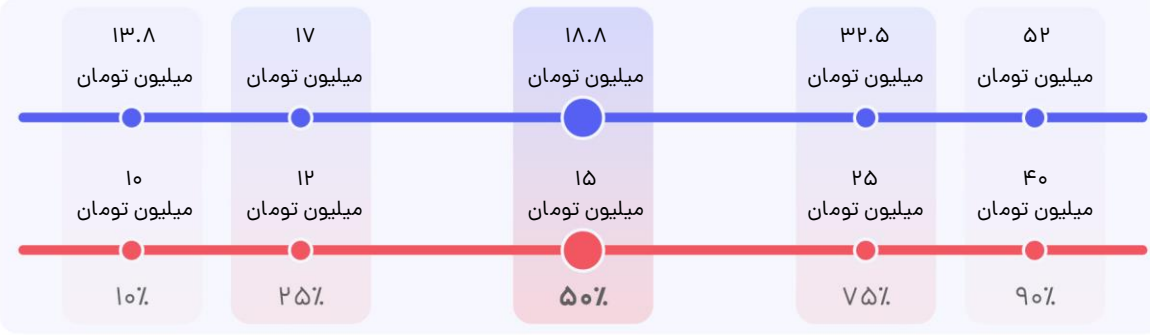 ۱۳.۸
میلیون تومان
۱۷
میلیون تومان
۱۸.۸
میلیون تومان
۳۲.۵
میلیون تومان
۵۲
میلیون تومان
۱۰
میلیون تومان
۱۲
میلیون تومان
۱۵
میلیون تومان
۲۵
میلیون تومان
۴۰
میلیون تومان
۱۰٪
۲۵٪
۵۰٪
۷۵٪
۹۰٪